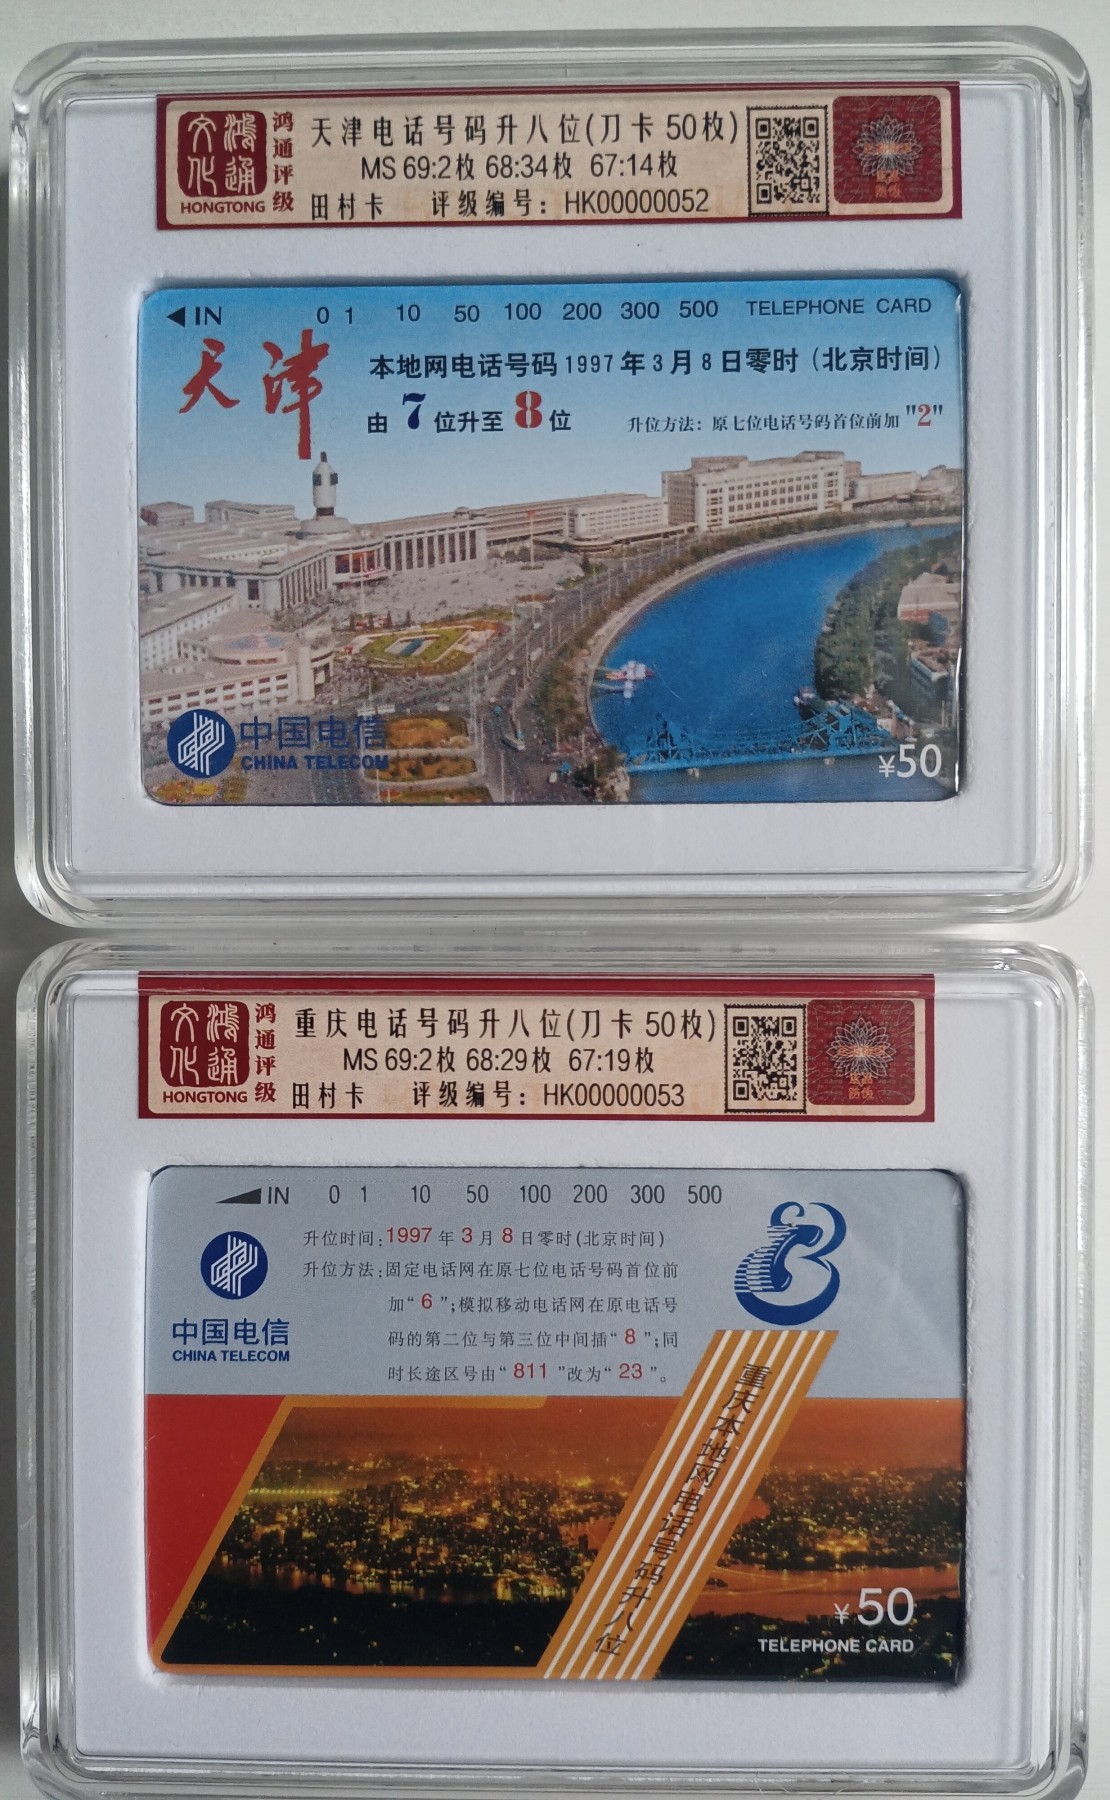 鸿通文化
HONGTONG
鸿通评级
天津电话号码升八位(刀卡 50枚)
MS 69:2枚 68:34枚 67:14枚
田村卡 评级编号：HK00000052
◀IN 0 1 10 50 100 200 300 500 TELEPHONE CARD
天津
本地网电话号码1997年3月8日零时（北京时间）
由7位升至8位
升位方法：原七位电话号码首位前加"2"
中国电信
CHINA TELECOM
¥50
鸿通文化
HONGTONG
鸿通评级
重庆电话号码升八位(刀卡 50枚)
MS 69:2枚 68:29枚 67:19枚
田村卡 评级编号：HK00000053
IN 0 1 10 50 100 200 300 500
中国电信
CHINA TELECOM
升位时间:1997年3月8日零时(北京时间)
升位方法:固定电话网在原七位电话号码首位前
加“6”;模拟移动电话网在原电话号
码的第二位与第三位中间插“8”;同
时长途区号由“811”改为“23”。
重庆本地网电话号码升八位
¥50
TELEPHONE CARD